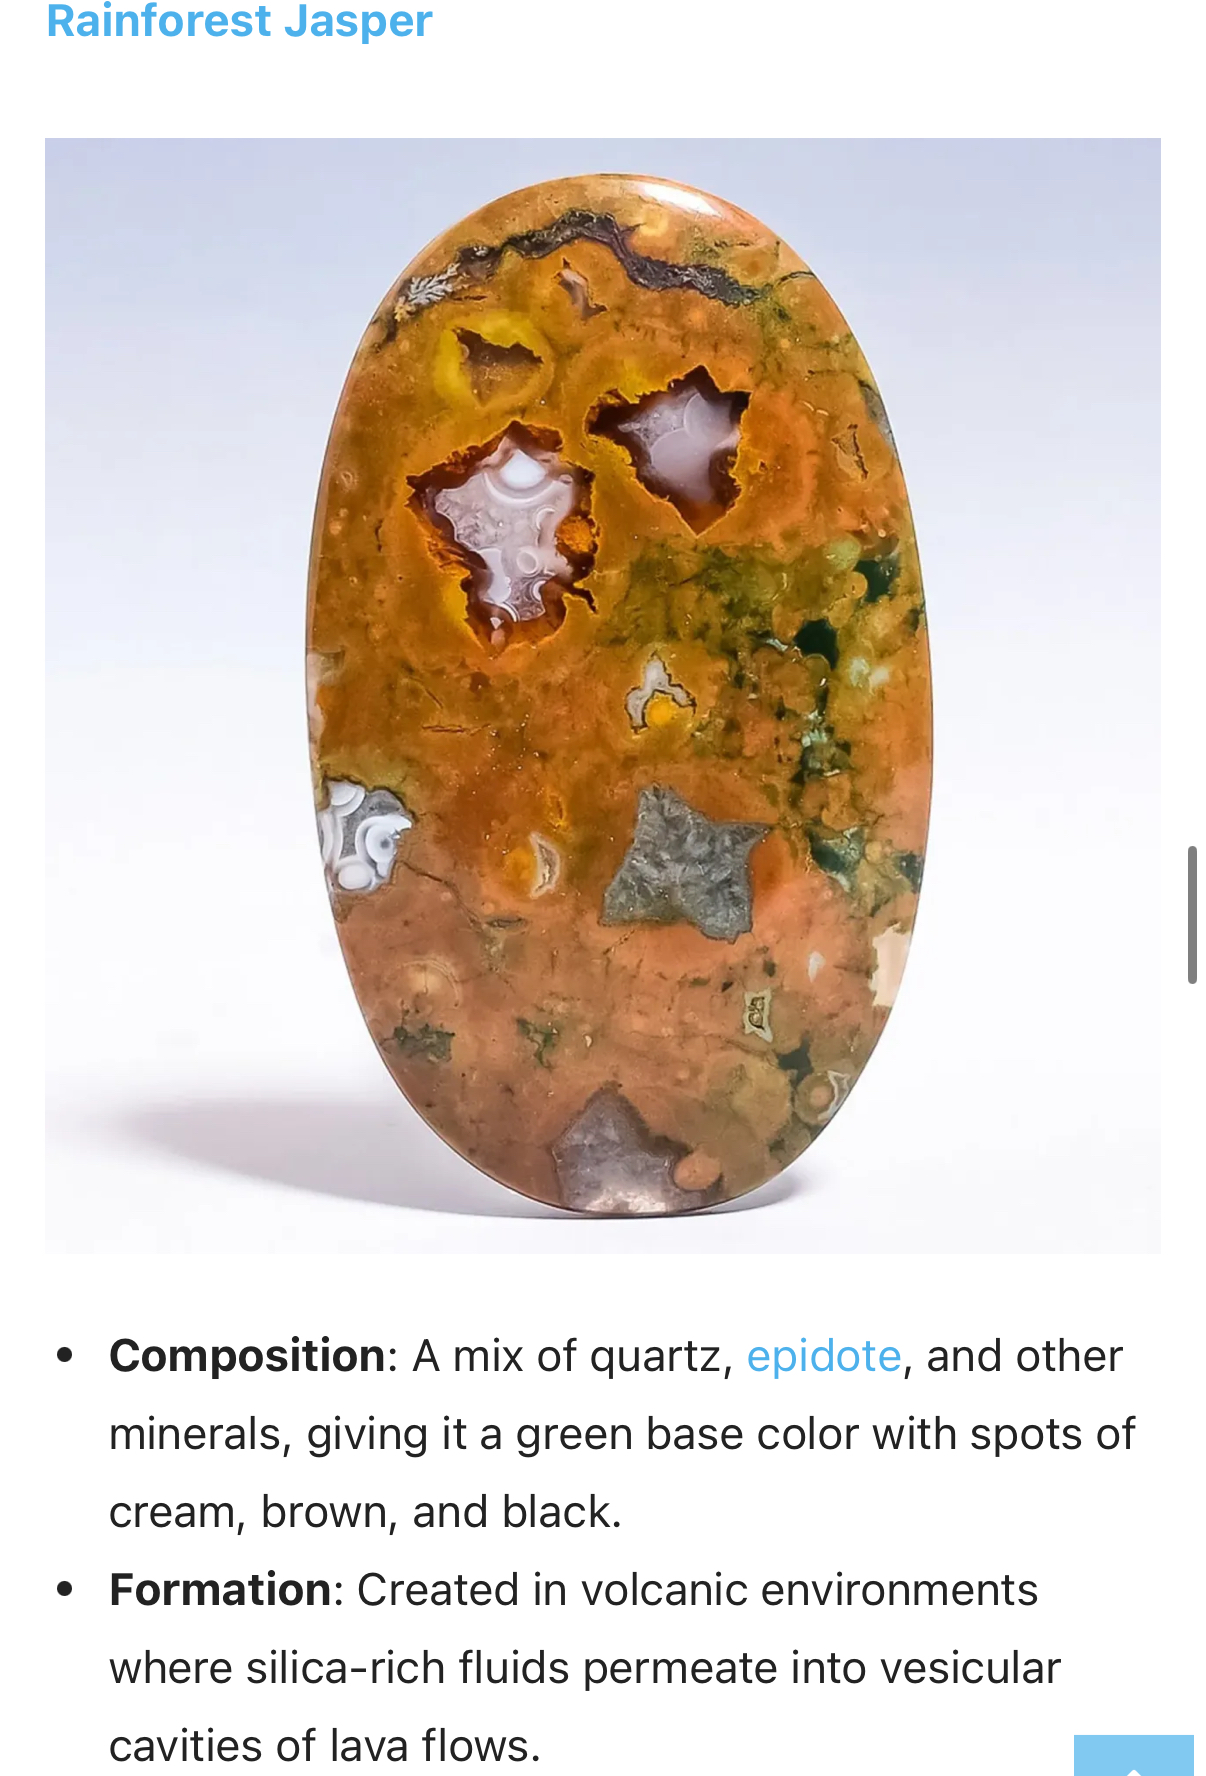 Rainforest Jasper
• Composition: A mix of quartz, epidote, and other
minerals, giving it a green base color with spots of
cream, brown, and black.
• Formation: Created in volcanic environments
where silica-rich fluids permeate into vesicular
cavities of lava flows.